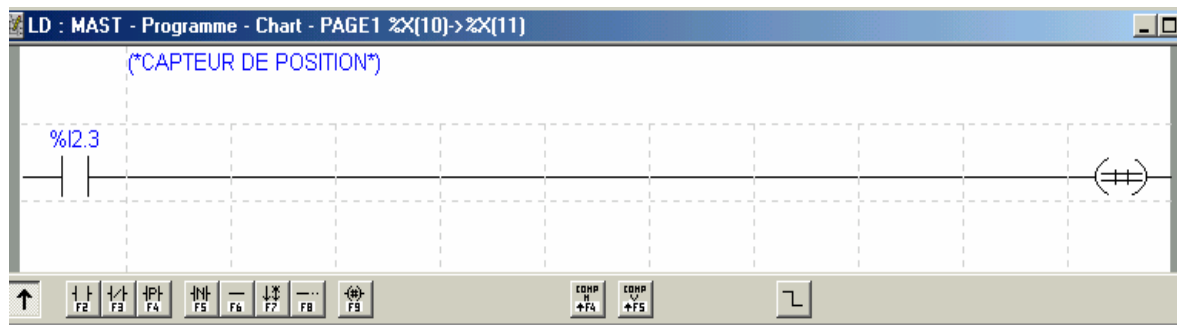 LD : MAST - Programme - Chart - PAGE1 %X(10)->%X(11)
(*CAPTEUR DE POSITION*)
%I2.3
F2 F3 P F4 N F5 F6 F7 F8 # F9 COMP H F4 COMP V F5